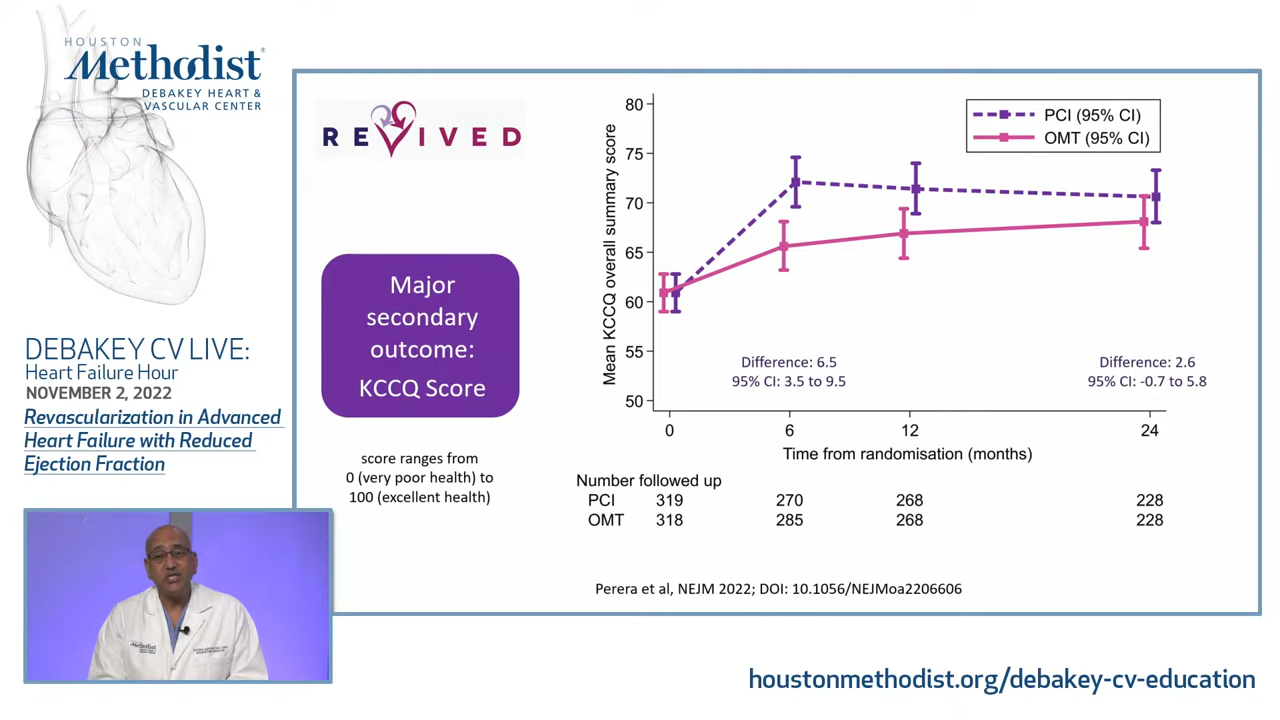 HOUSTON
Methodist
DEBAKEY HEART &
VASCULAR CENTER
DEBAKEY CV LIVE:
Heart Failure Hour
NOVEMBER 2, 2022
Revascularization in Advanced
Heart Failure with Reduced
Ejection Fraction
Methodist
REVIVED
Major
secondary
outcome:
KCCQ Score
score ranges from
0 (very poor health) to
100 (excellent health)
Mean KCCQ overall summary score
80
75
70
65
60
55
50
PCI (95% CI)
OMT (95% CI)
Difference: 6.5
95% CI: 3.5 to 9.5
Difference: 2.6
95% CI: -0.7 to 5.8
0 6 12 24
Time from randomisation (months)
Number followed up
PCI 319 270 268 228
OMT 318 285 268 228
Perera et al, NEJM 2022; DOI: 10.1056/NEJMoa2206606
houstonmethodist.org/debakey-cv-education